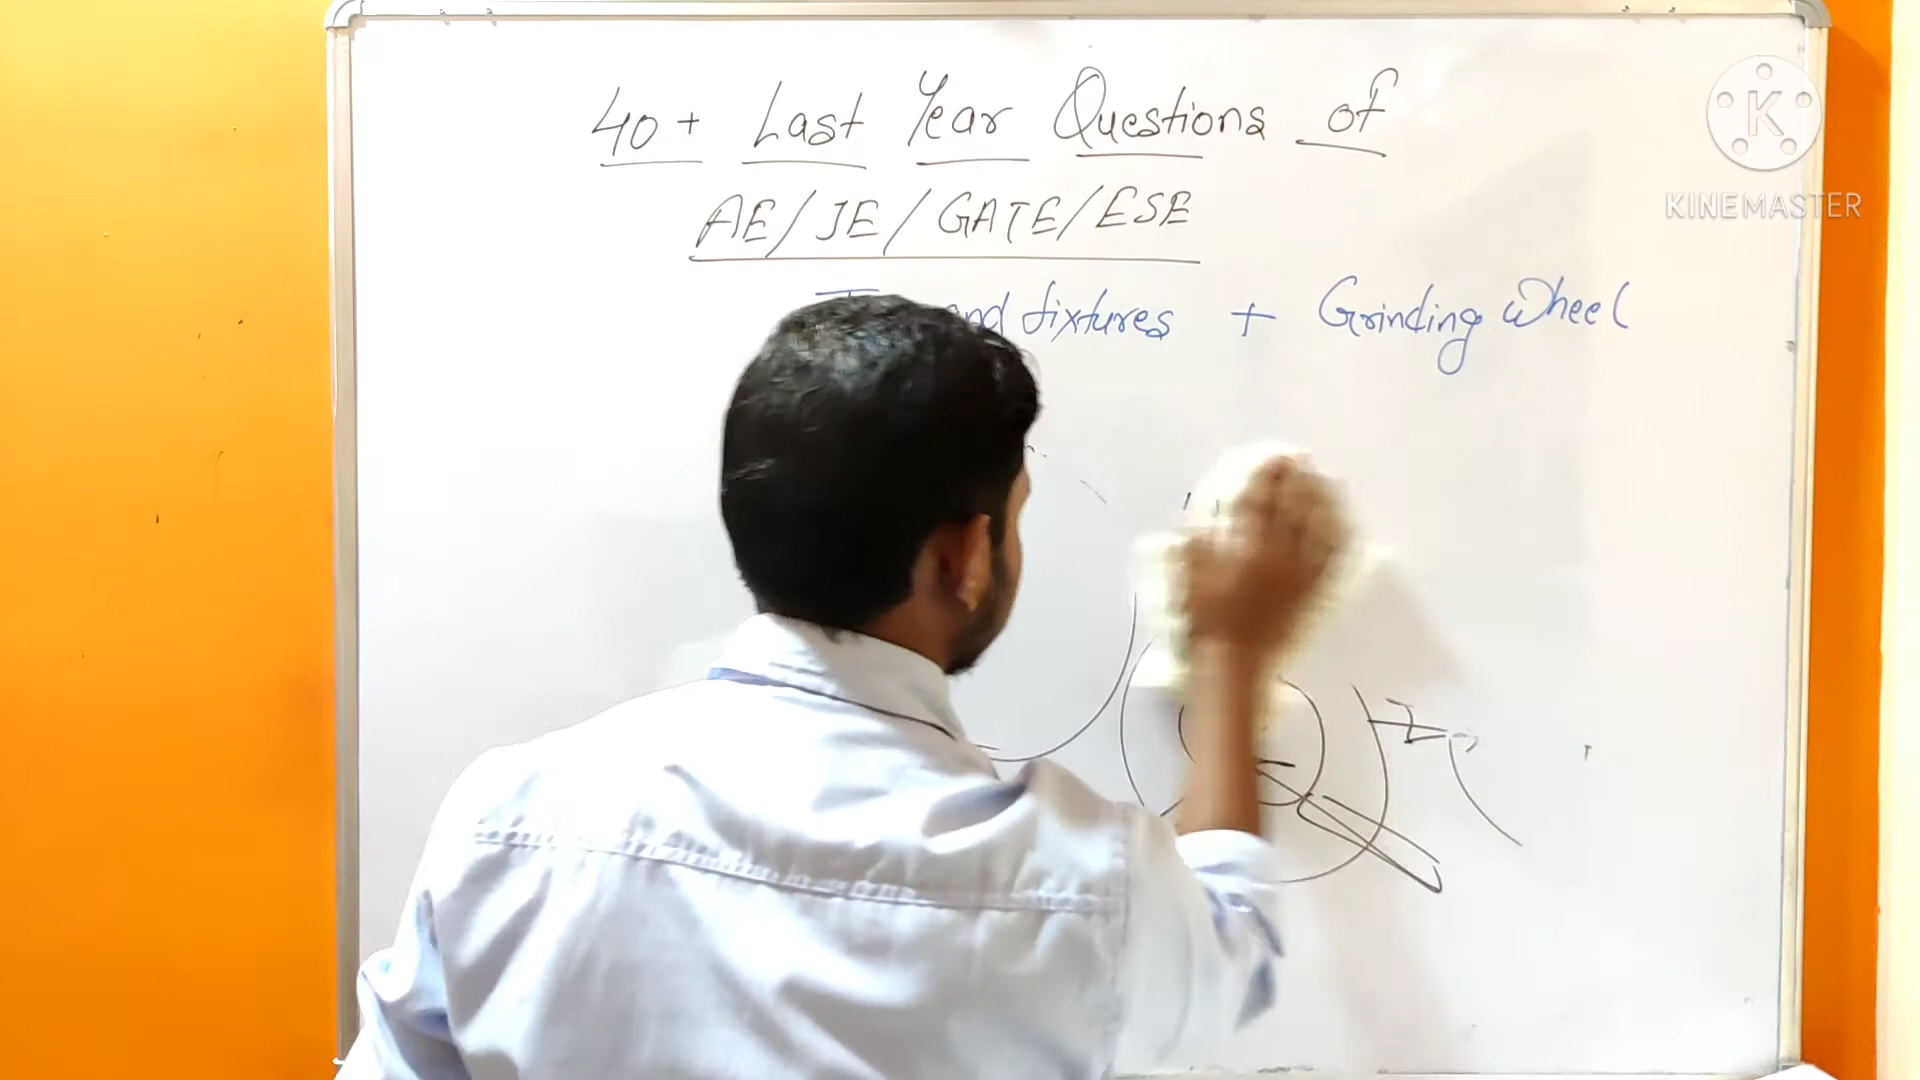 40+ Last Year Questions of
AE/JE/GATE/ESE
and fixtures + Grinding Wheel
K
KINEMASTER